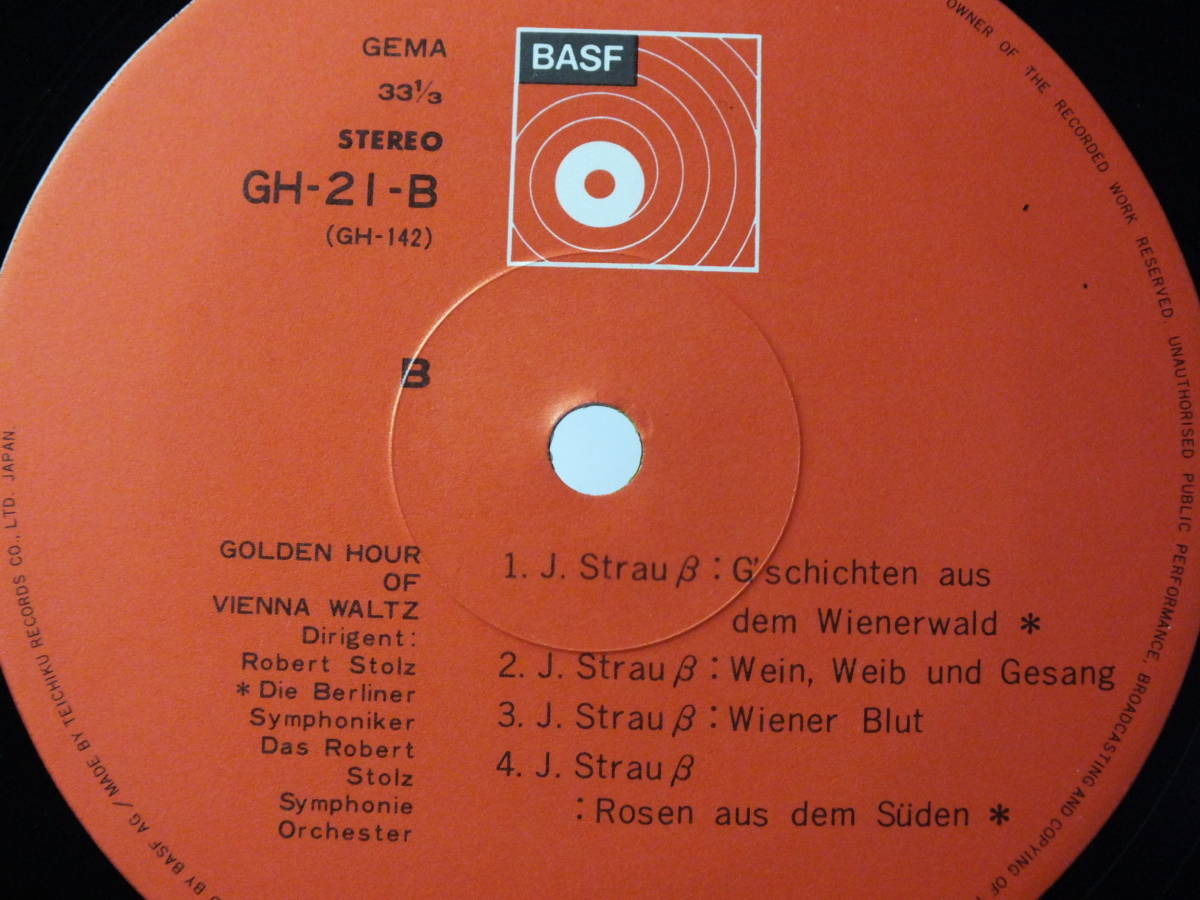 GEMA
33⅓
STEREO
GH-21-B
(GH-142)
BASF
B
GOLDEN HOUR
OF
VIENNA WALTZ
Dirigent:
Robert Stolz
*Die Berliner
Symphoniker
Das Robert
Stolz
Symphonie
Orchester
1. J. Strauβ: G'schichten aus
dem Wienerwald *
2. J. Strauβ: Wein, Weib und Gesang
3. J. Strauβ: Wiener Blut
4. J. Strauβ
: Rosen aus dem Süden *
OWNER OF THE RECORDED WORK RESERVED. UNAUTHORISED PUBLIC PERFORMANCE, BROADCASTING AND COPYING OF
BY BASF AG / MADE BY TEICHIKU RECORDS CO., LTD. JAPAN